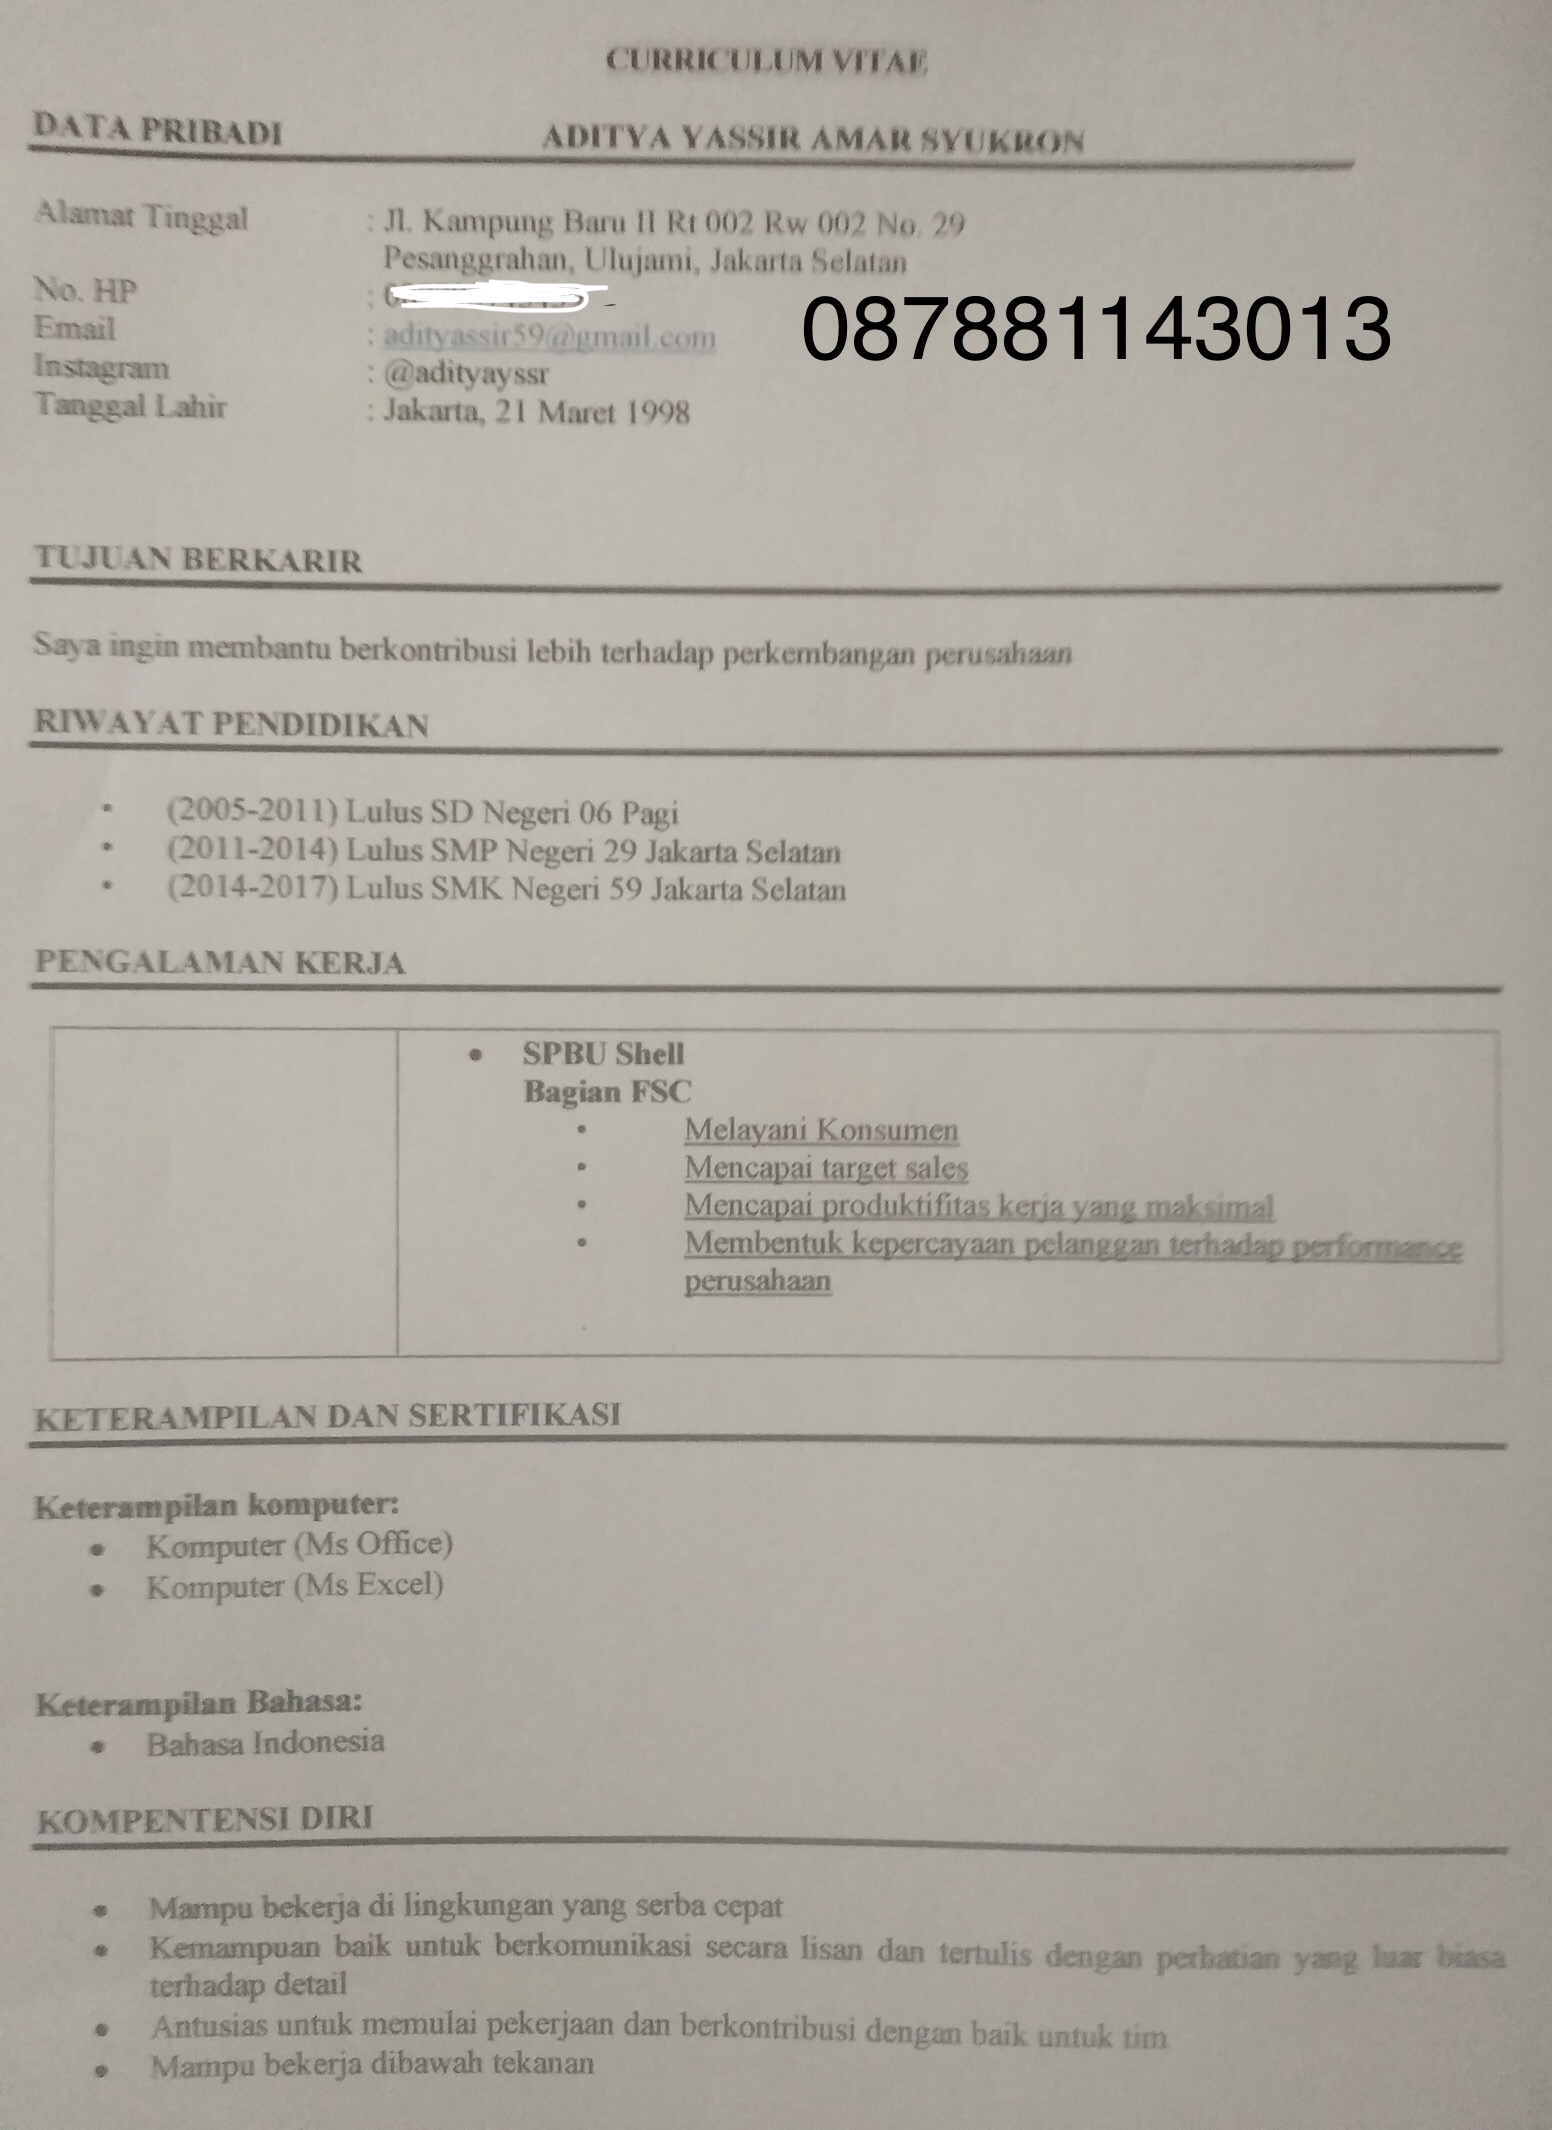 CURRICULUM VITAE
DATA PRIBADI ADITYA YASSIR AMAR SYUKRON
Alamat Tinggal : Jl. Kampung Baru II Rt 002 Rw 002 No. 29
Pesanggrahan, Ulujami, Jakarta Selatan
No. HP : 087881143013
Email : adityassir59@gmail.com
Instagram : @adityayssr
Tanggal Lahir : Jakarta, 21 Maret 1998
TUJUAN BERKARIR
Saya ingin membantu berkontribusi lebih terhadap perkembangan perusahaan
RIWAYAT PENDIDIKAN
• (2005-2011) Lulus SD Negeri 06 Pagi
• (2011-2014) Lulus SMP Negeri 29 Jakarta Selatan
• (2014-2017) Lulus SMK Negeri 59 Jakarta Selatan
PENGALAMAN KERJA
• SPBU Shell
Bagian FSC
• Melayani Konsumen
• Mencapai target sales
• Mencapai produktifitas kerja yang maksimal
• Membentuk kepercayaan pelanggan terhadap performance
perusahaan
KETERAMPILAN DAN SERTIFIKASI
Keterampilan komputer:
• Komputer (Ms Office)
• Komputer (Ms Excel)
Keterampilan Bahasa:
• Bahasa Indonesia
KOMPENTENSI DIRI
• Mampu bekerja di lingkungan yang serba cepat
• Kemampuan baik untuk berkomunikasi secara lisan dan tertulis dengan perhatian yang luar biasa
terhadap detail
• Antusias untuk memulai pekerjaan dan berkontribusi dengan baik untuk tim
• Mampu bekerja dibawah tekanan